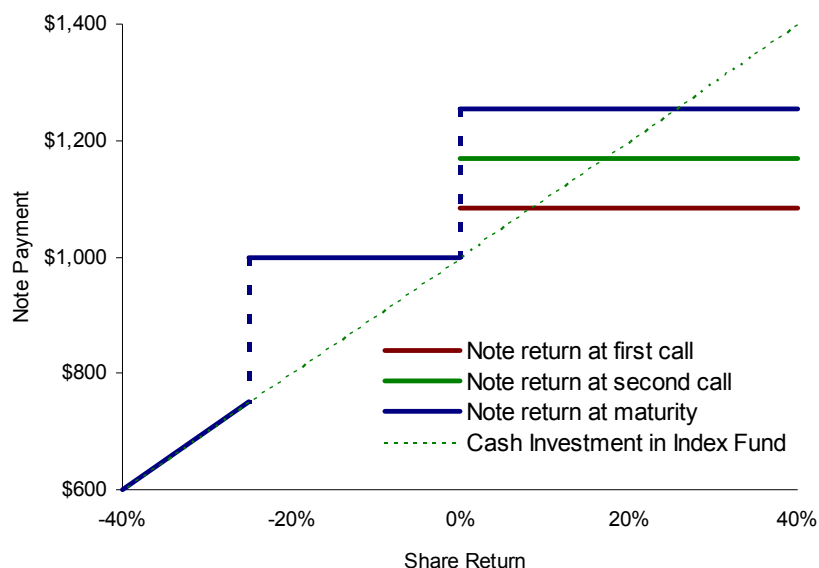 $1,400
$1,200
$1,000
$800
$600
Note Payment
Note return at first call
Note return at second call
Note return at maturity
Cash Investment in Index Fund
-40%
-20%
0%
20%
40%
Share Return